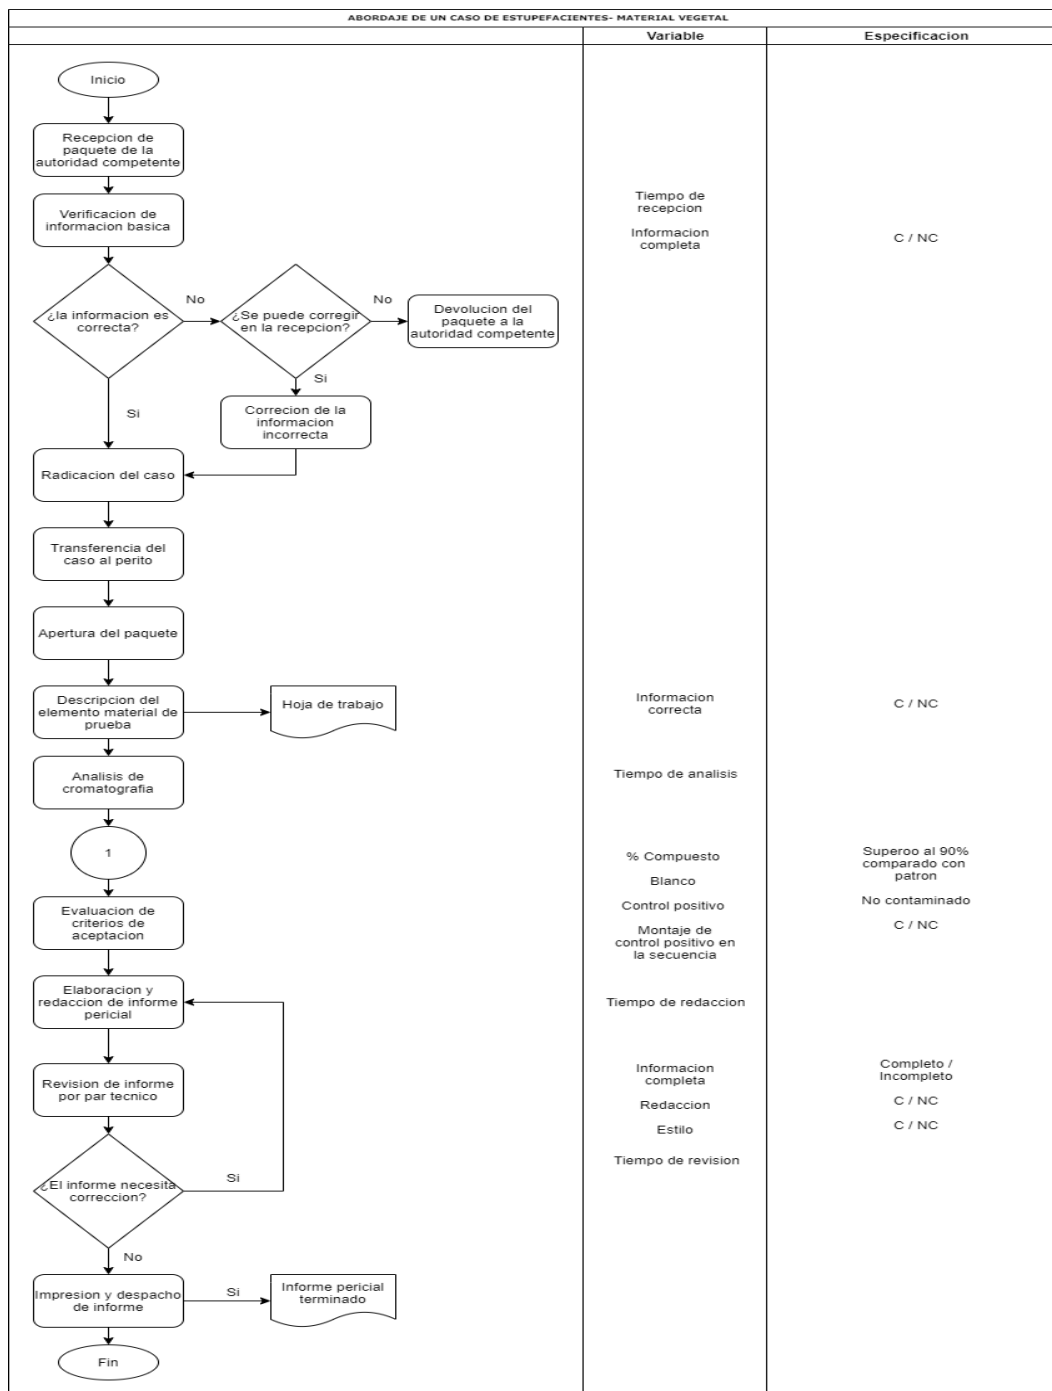 ABORDAJE DE UN CASO DE ESTUPEFACIENTES- MATERIAL VEGETAL
Variable
Especificacion
Inicio
Recepcion de
paquete de la
autoridad competente
Verificacion de
informacion basica
Tiempo de
recepcion
Informacion
completa
C / NC
¿la informacion es
correcta?
No
¿Se puede corregir
en la recepcion?
No
Devolucion del
paquete a la
autoridad competente
Si
Si
Correcion de la
informacion
incorrecta
Radicacion del caso
Transferencia del
caso al perito
Apertura del paquete
Descripcion del
elemento material de
prueba
Hoja de trabajo
Informacion
correcta
C / NC
Analisis de
cromatografia
Tiempo de analisis
1
% Compuesto
Superoo al 90%
comparado con
patron
Blanco
Control positivo
No contaminado
Evaluacion de
criterios de
aceptacion
Montaje de
control positivo en
la secuencia
C / NC
Elaboracion y
redaccion de informe
pericial
Tiempo de redaccion
Revision de informe
por par tecnico
Informacion
completa
Completo /
Incompleto
Redaccion
C / NC
Estilo
C / NC
Tiempo de revision
¿El informe necesita
correccion?
Si
No
Impresion y despacho
de informe
Si
Informe pericial
terminado
Fin